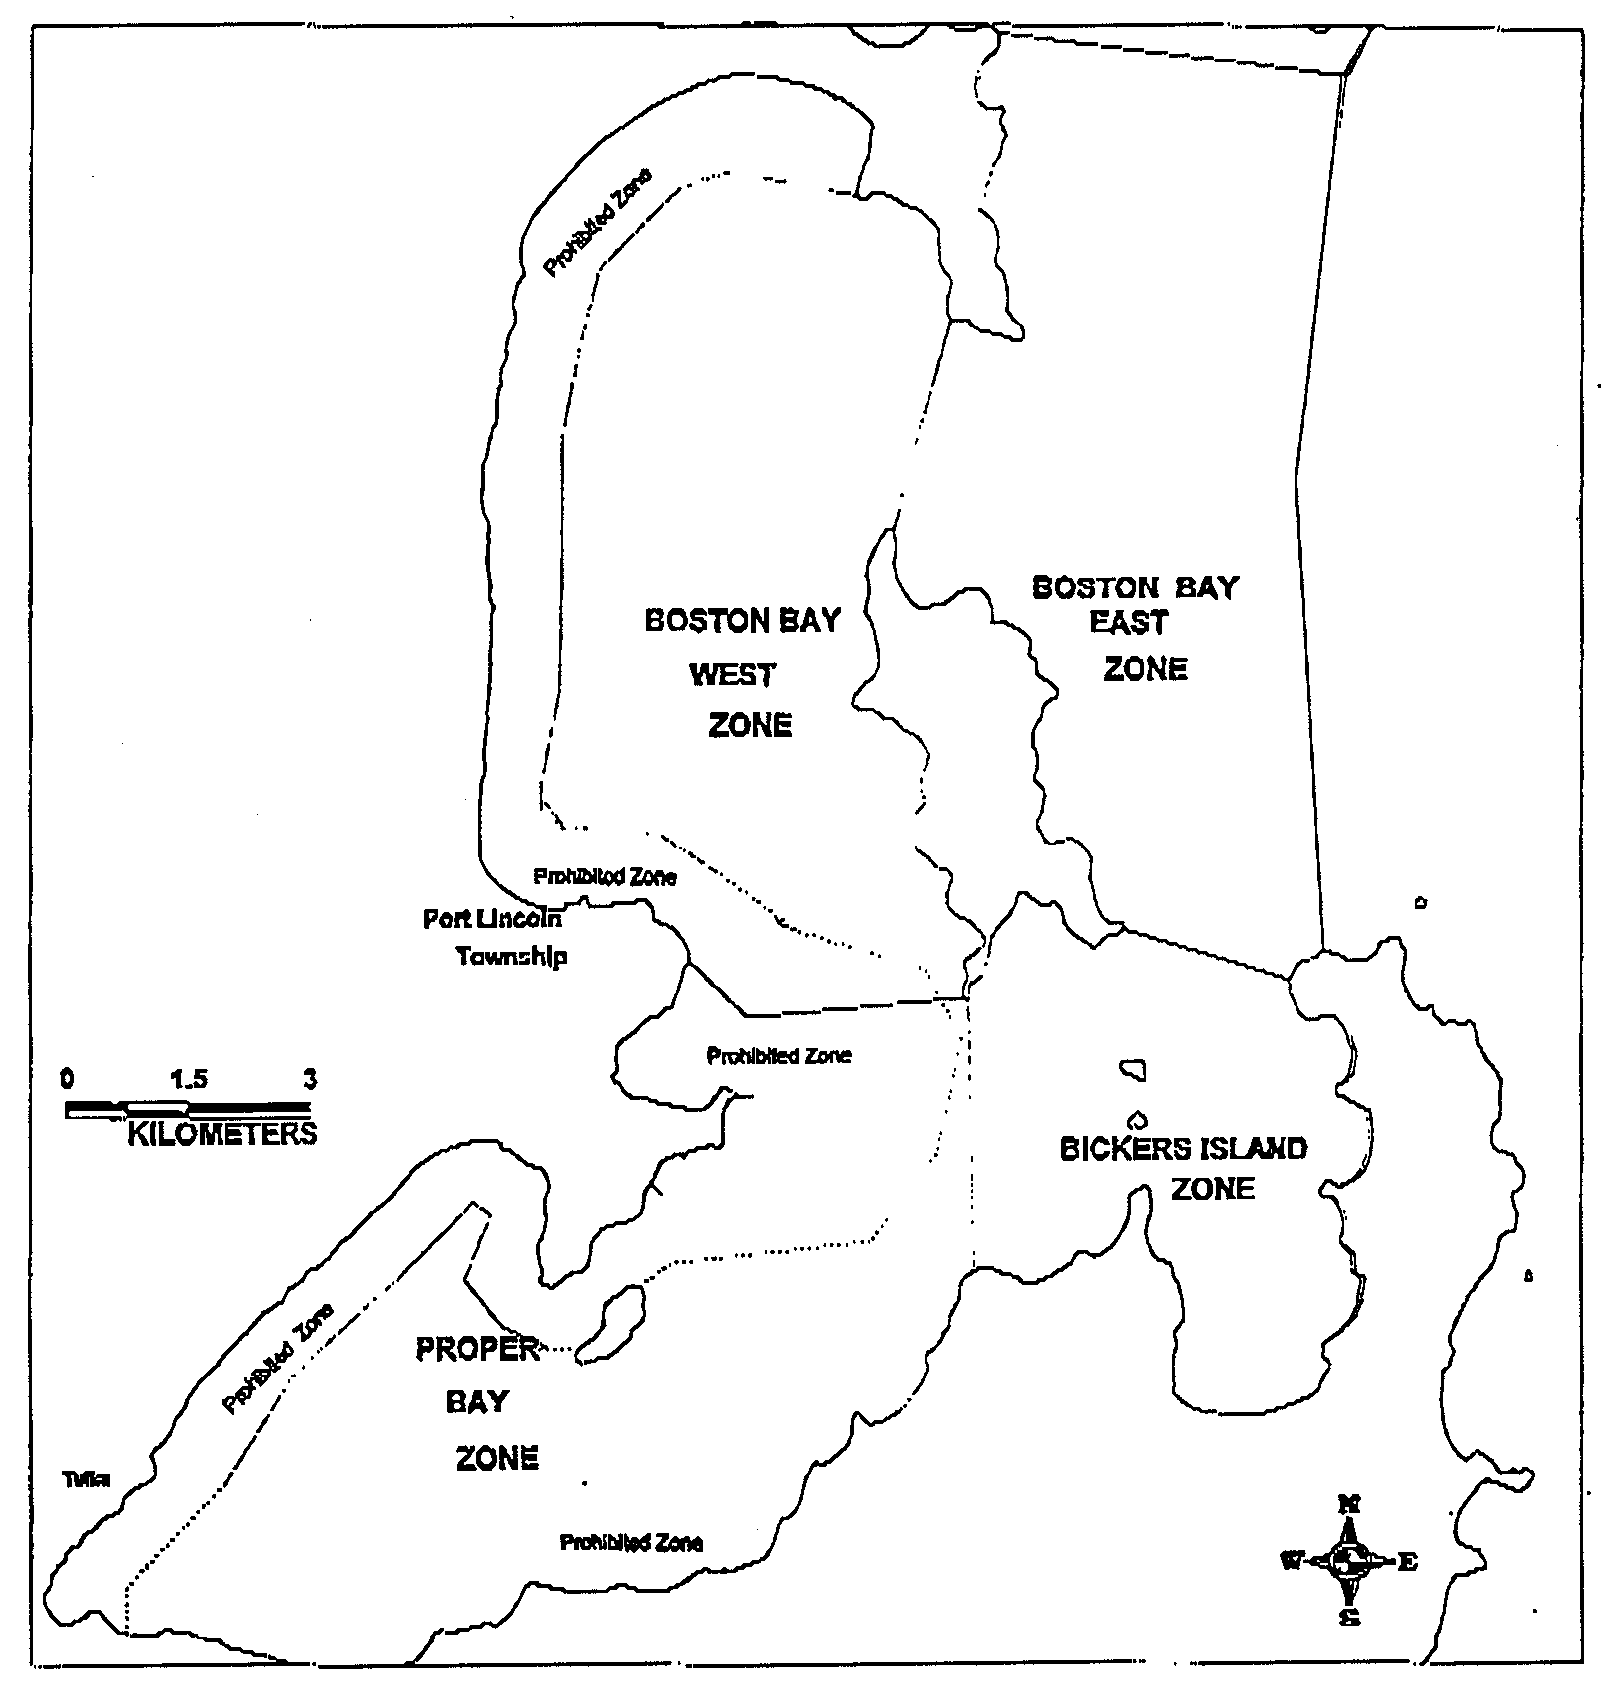 Prohibited Zone
BOSTON BAY
WEST
ZONE
BOSTON BAY
EAST
ZONE
Prohibited Zone
Port Lincoln
Township
Prohibited Zone
0 1.5 3
KILOMETERS
BICKERS ISLAND
ZONE
Prohibited Zone
PROPER
BAY
ZONE
Prohibited Zone
N
W E
S